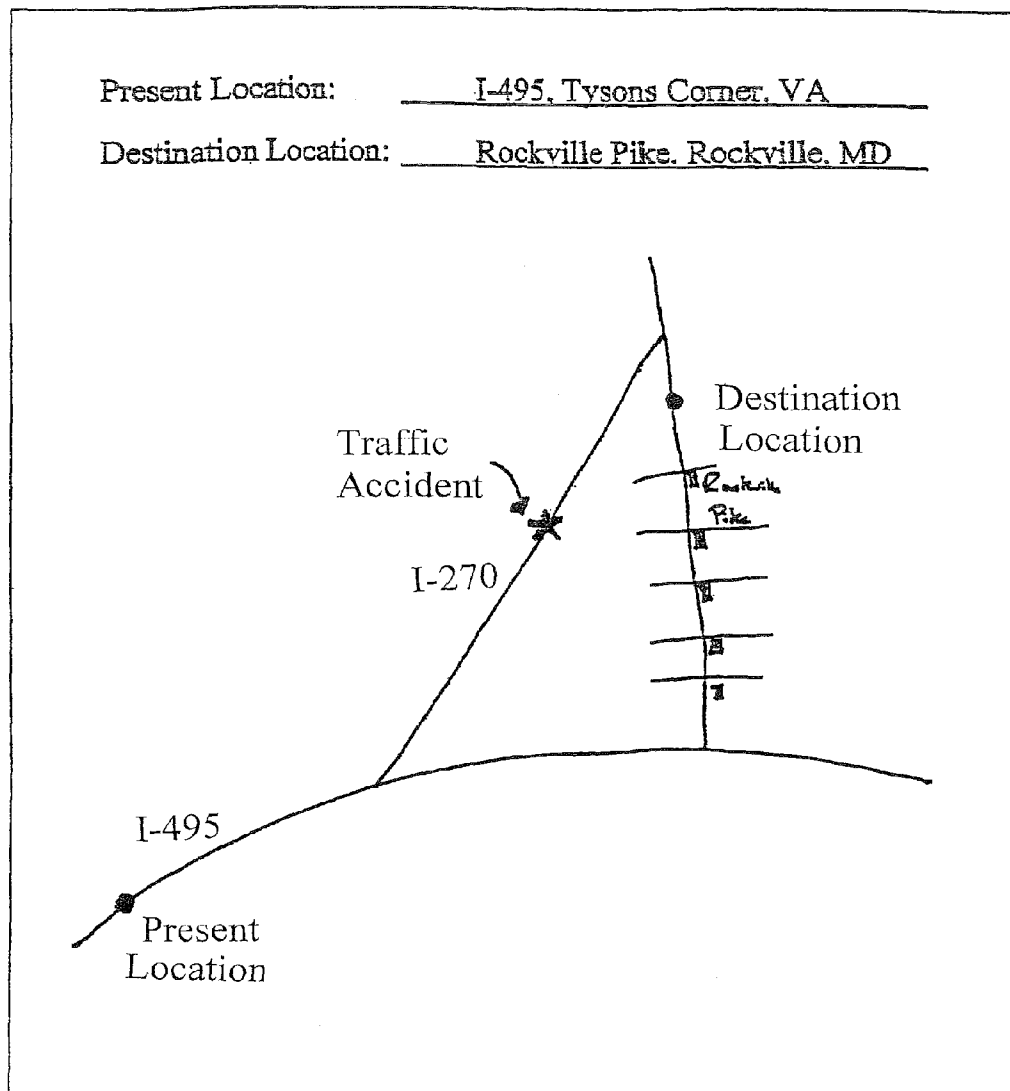 Present Location: I-495, Tysons Corner, VA
Destination Location: Rockville Pike, Rockville, MD
Destination
Location
Traffic
Accident
Rockville
Pike
I-270
I-495
Present
Location